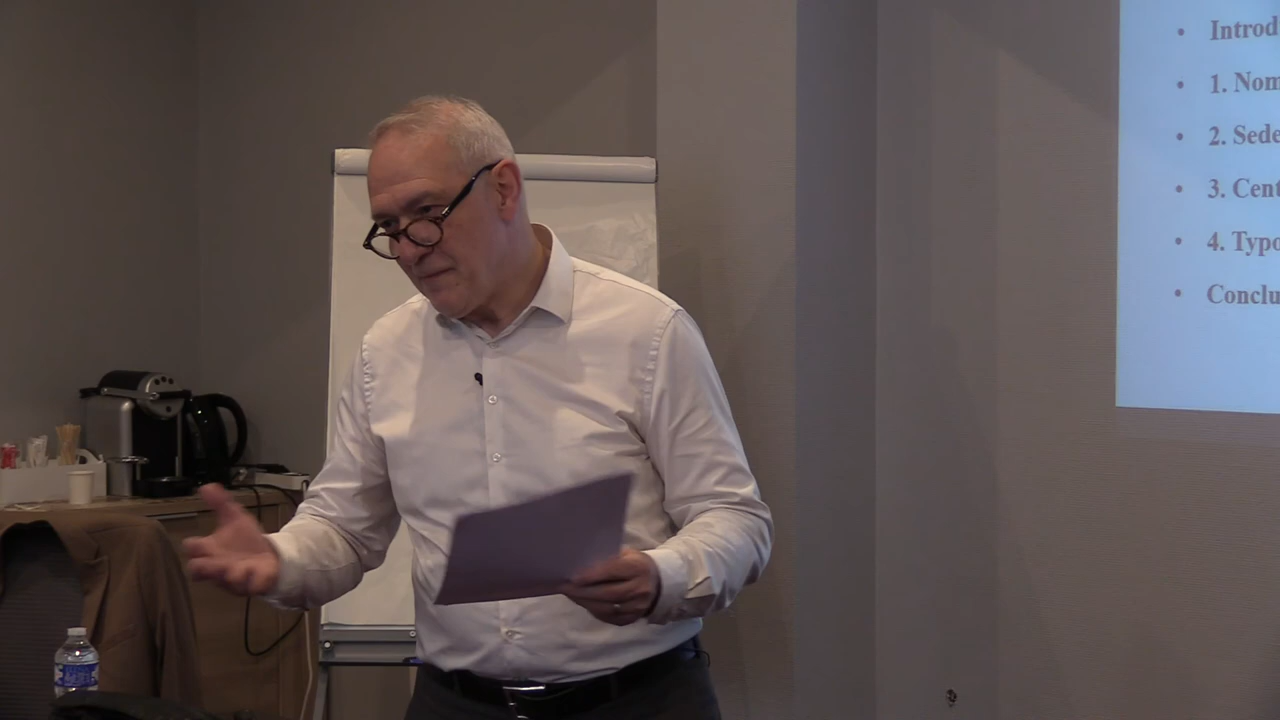 Introd
1. Nom
2. Sede
3. Cent
4. Typo
Conclu